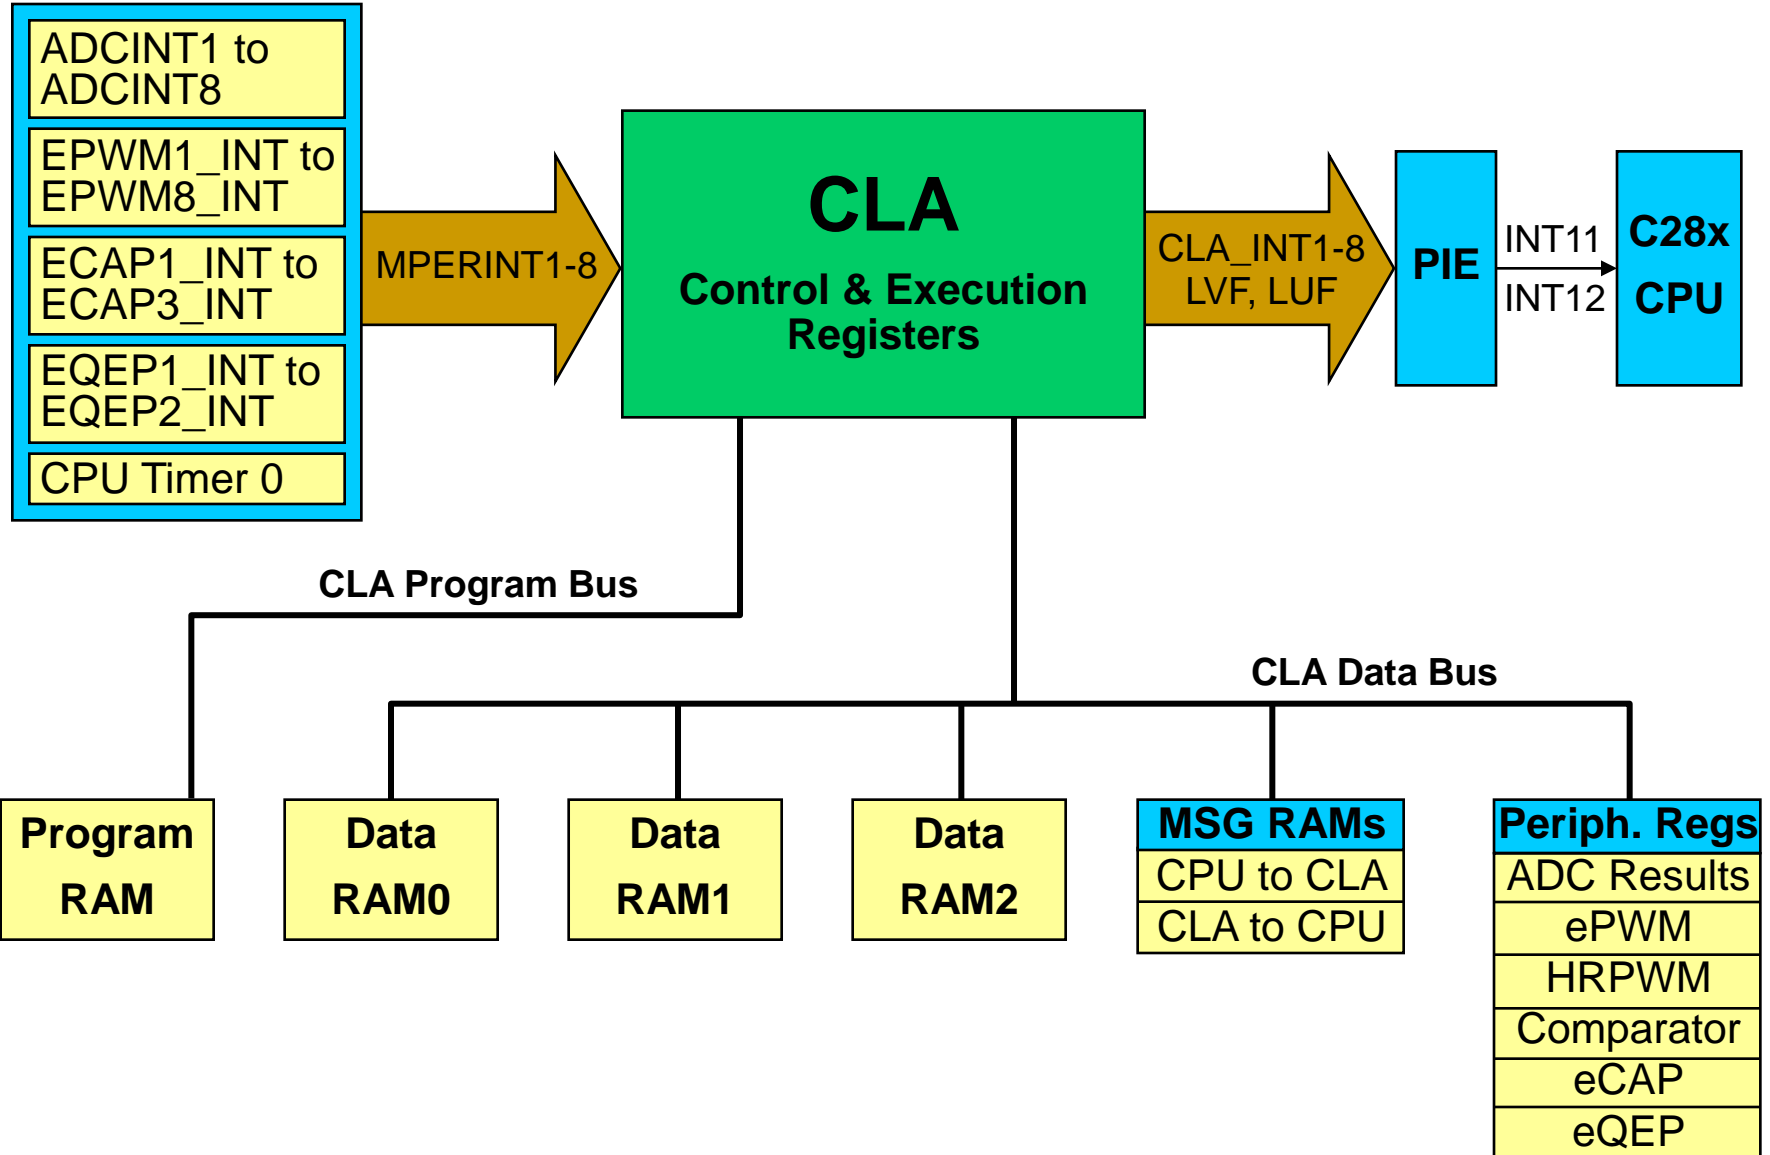 ADCINT1 to
ADCINT8
EPWM1_INT to
EPWM8_INT
ECAP1_INT to
ECAP3_INT
EQEP1_INT to
EQEP2_INT
CPU Timer 0
MPERINT1-8
CLA
Control & Execution
Registers
CLA_INT1-8
LVF, LUF
PIE
INT11
INT12
C28x
CPU
CLA Program Bus
CLA Data Bus
Program
RAM
Data
RAM0
Data
RAM1
Data
RAM2
MSG RAMs
CPU to CLA
CLA to CPU
Periph. Regs
ADC Results
ePWM
HRPWM
Comparator
eCAP
eQEP